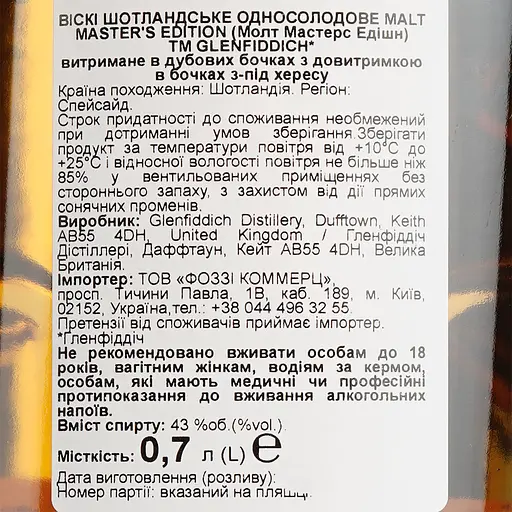 ВІСКІ ШОТЛАНДСЬКЕ ОДНОСОЛОДОВЕ MALT
MASTER'S EDITION (Молт Мастерс Едішн)
ТМ GLENFIDDICH*
витримане в дубових бочках з довитримкою
в бочках з-під хересу
Країна походження: Шотландія. Регіон:
Спейсайд.
Строк придатності до споживання необмежений
при дотриманні умов зберігання.Зберігати
продукт за температури повітря від +10°С до
+25°С і відносної вологості повітря не більше ніж
85% у вентильованих приміщеннях без
стороннього запаху, з захистом від дії прямих
сонячних променів.
Виробник: Glenfiddich Distillery, Dufftown, Keith
AB55 4DH, United Kingdom / Гленфіддіч
Дістіллері, Даффтаун, Кейт AB55 4DH, Велика
Британія.
Імпортер: ТОВ «ФОЗЗІ КОММЕРЦ»,
просп. Тичини Павла, 1В, каб. 189, м. Київ,
02152, Україна,тел.: +38 044 496 32 55.
Претензії від споживачів приймає імпортер.
*Гленфіддіч
Не рекомендовано вживати особам до 18
років, вагітним жінкам, водіям за кермом,
особам, які мають медичні чи професійні
протипоказання до вживання алкогольних
напоїв.
Вміст спирту: 43 %об.(%vol.)
Місткість: 0,7 л (L) ℮
Дата виготовлення (розливу):
Номер партії: вказаний на пляшці.